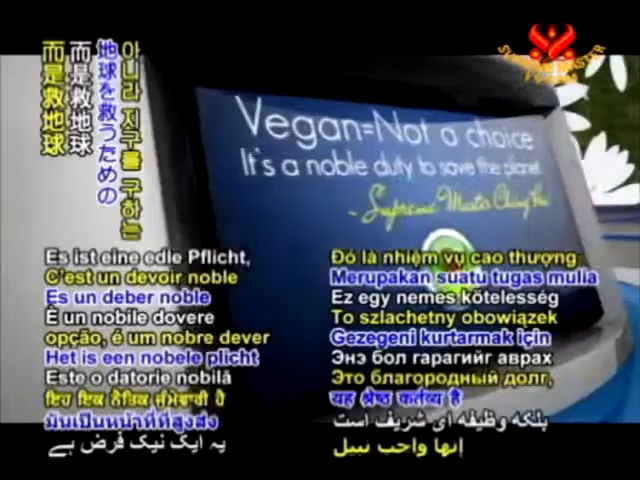 아니라 지구를 구하는
地球を救うための
而是救地球
而是救地球
SUPREME MASTER
Vegan=Not a choice
It's a noble duty to save the planet
~Supreme Master Ching Hai
Es ist eine edle Pflicht,
C'est un devoir noble
Es un deber noble
È un nobile dovere
opção, é um nobre dever
Het is een nobele plicht
Este o datorie nobilă
ਇਹ ਇਕ ਨੈਤਿਕ ਜ਼ੁੰਮੇਵਾਰੀ ਹੈ
มันเป็นหน้าที่ที่สูงส่ง
یہ ایک نیک فرض ہے
Đó là nhiệm vụ cao thượng
Merupakan suatu tugas mulia
Ez egy nemes kötelesség
To szlachetny obowiązek
Gezegeni kurtarmak için
Энэ бол гарагийг аврах
Это благородный долг,
यह श्रेष्ठ कर्तव्य है
بلکه وظیفه ای شریف است
إنها واجب نبيل